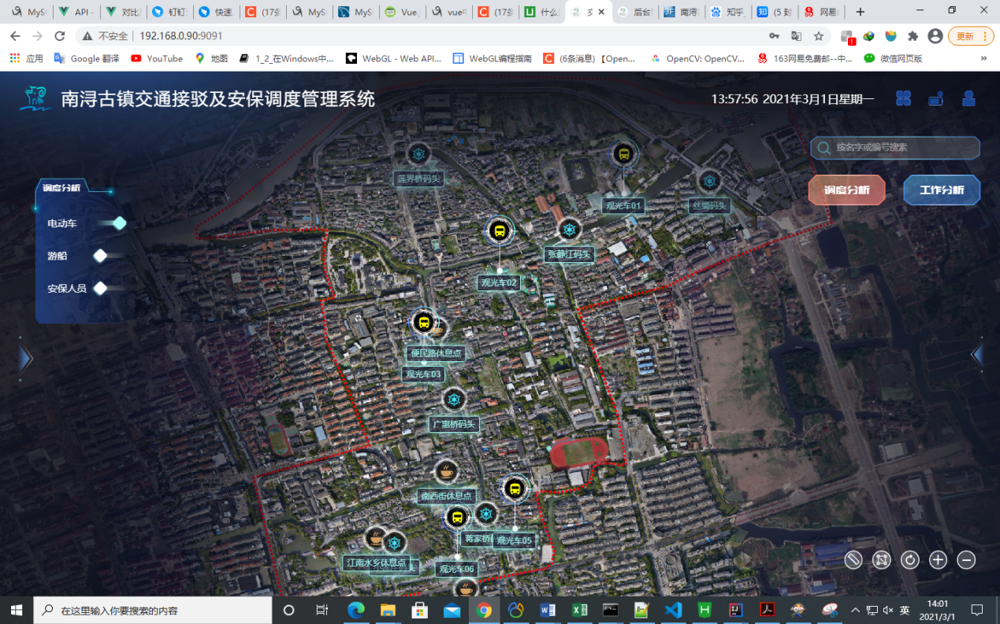 MyS
API -
对比
钉钉
快速
(17
MyS
MyS
Vue.
vue
(17
什么
后台
南浔
知乎_
(5 封
网易
不安全 192.168.0.90:9091
更新
应用 Google 翻译 YouTube 地图 1_2_在Windows中... WebGL - Web API... WebGL编程指南 (6条消息)【Open... OpenCV: OpenCV... 163网易免费邮--中... 微信网页版 »
南浔古镇交通接驳及安保调度管理系统
13:57:56 2021年3月1日星期一
按名字或编号搜索
调度分析
工作分析
调度分析
电动车
游船
安保人员
莲界桥码头
观光车01
丝绸码头
张静江码头
观光车02
便民路休息点
观光车03
广惠桥码头
南西街休息点
蒋家桥
观光车05
江南水乡休息点
观光车06
在这里输入你要搜索的内容
英
14:01
2021/3/1